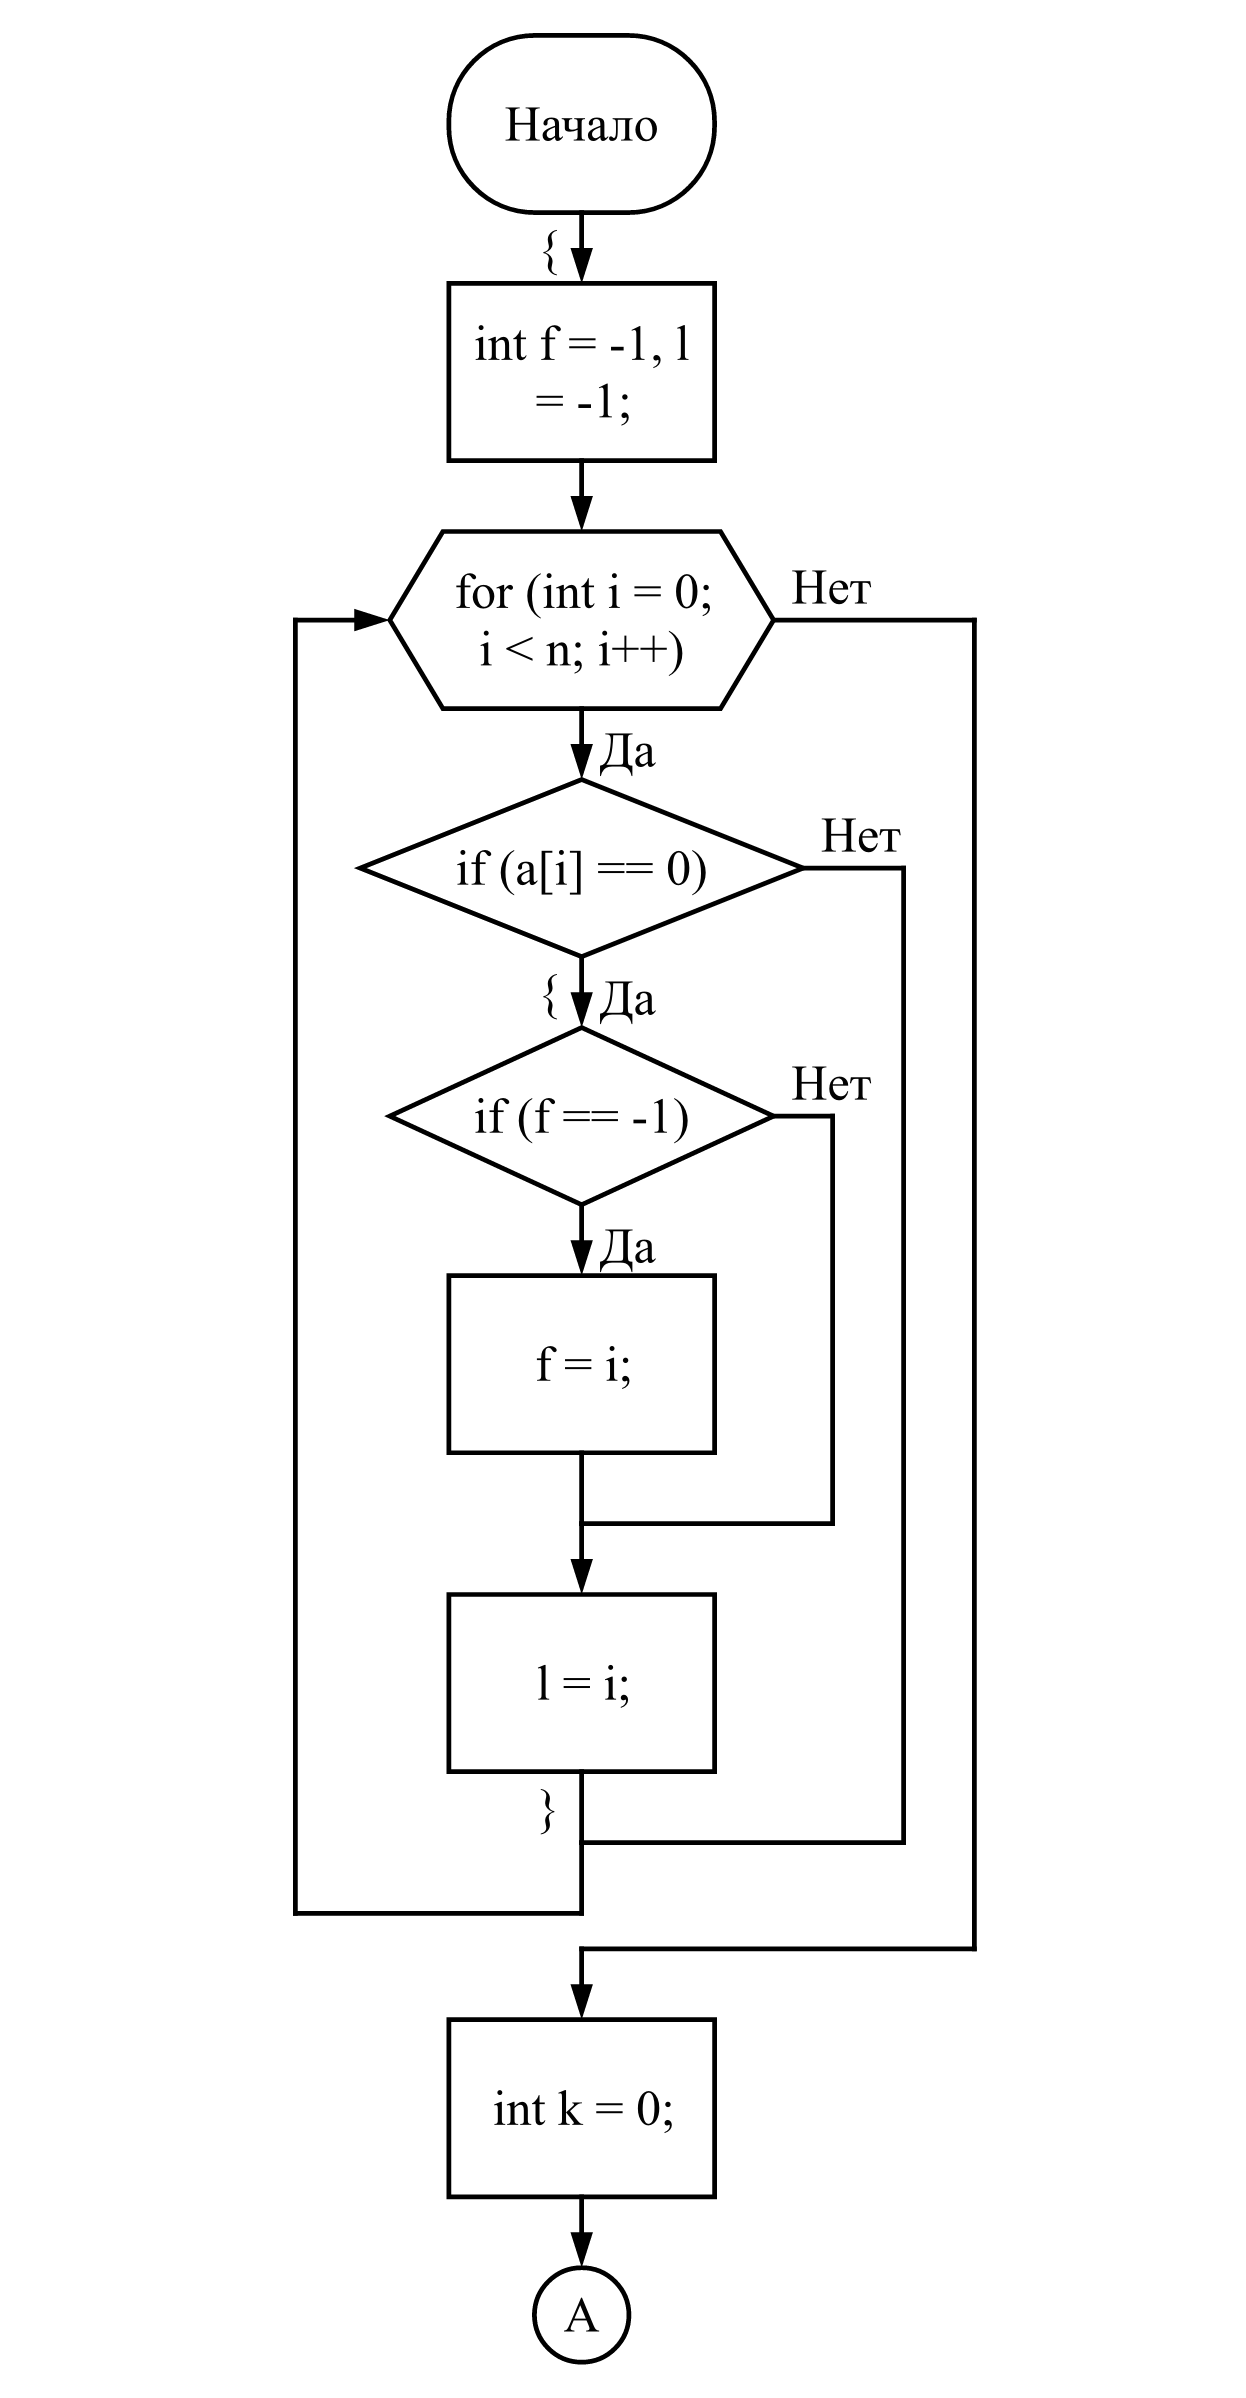 Начало
{
int f = -1, l
= -1;
for (int i = 0;
i < n; i++)
Нет
Да
if (a[i] == 0)
Нет
{
Да
if (f == -1)
Нет
Да
f = i;
l = i;
}
int k = 0;
А